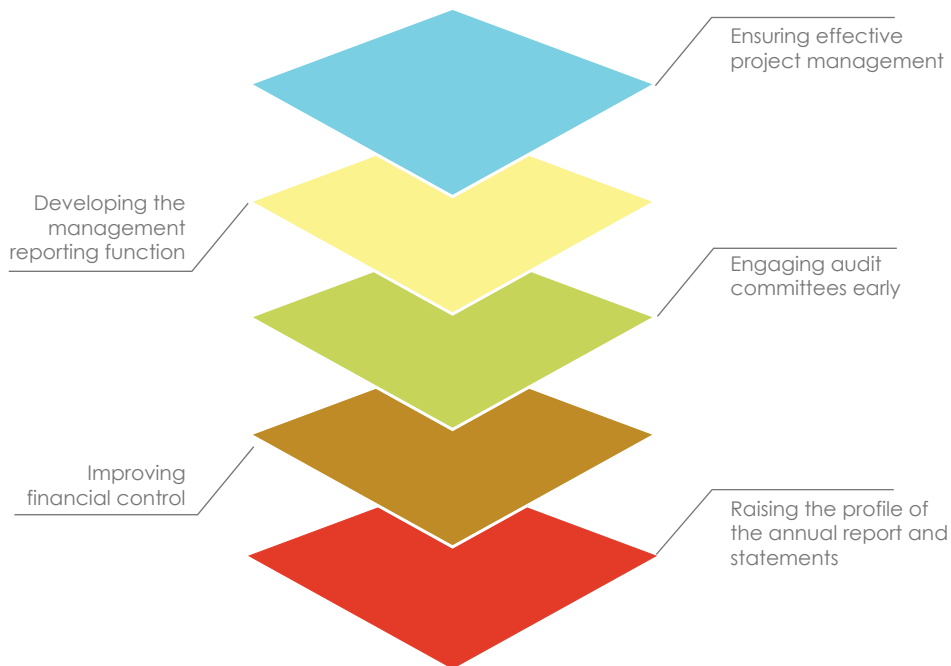 Ensuring effective
project management
Developing the
management
reporting function
Engaging audit
committees early
Improving
financial control
Raising the profile of
the annual report and
statements